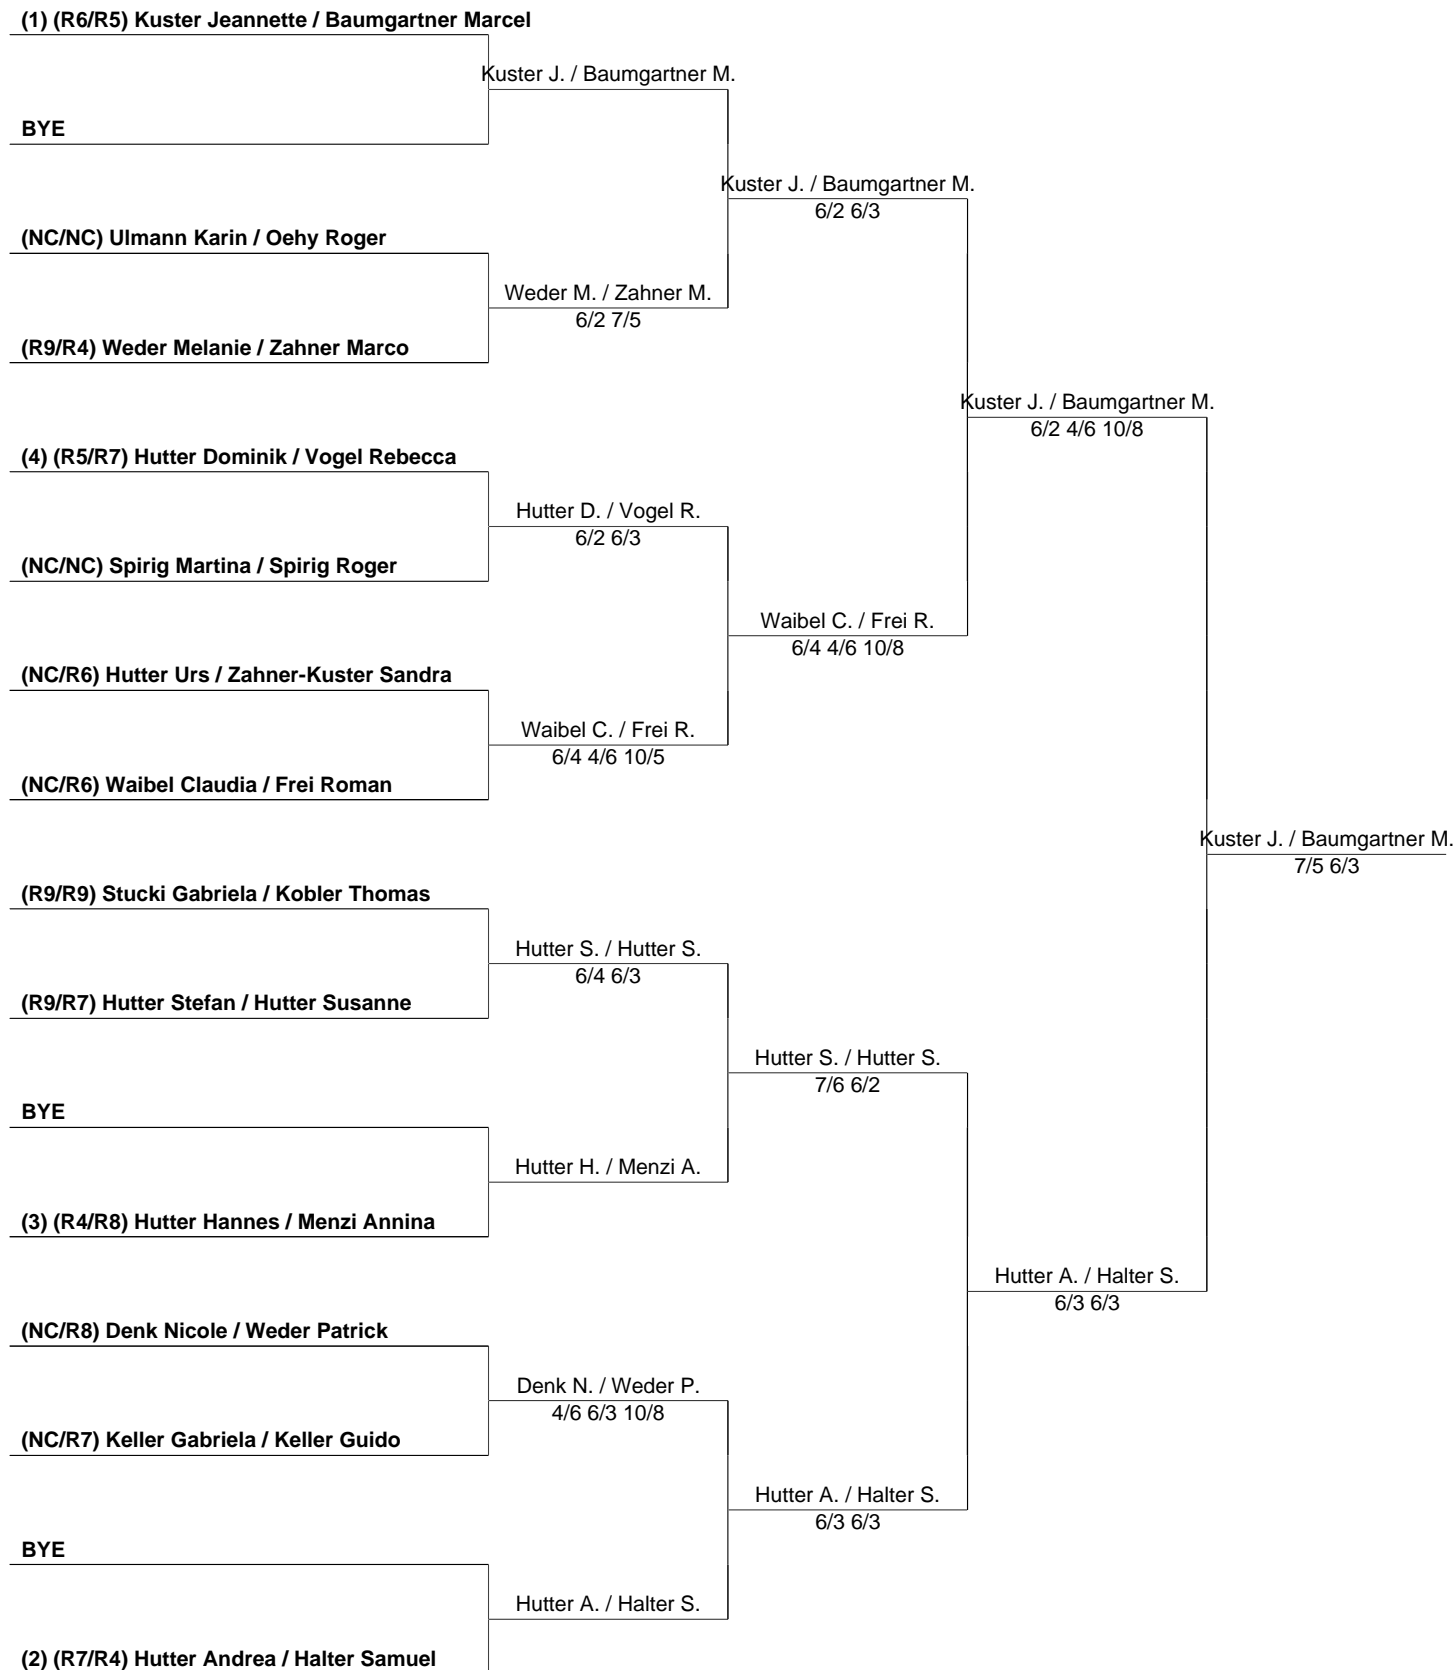 (1) (R6/R5) Kuster Jeannette / Baumgartner Marcel
Kuster J. / Baumgartner M.
BYE
Kuster J. / Baumgartner M.
6/2 6/3
(NC/NC) Ulmann Karin / Oehy Roger
Weder M. / Zahner M.
6/2 7/5
(R9/R4) Weder Melanie / Zahner Marco
Kuster J. / Baumgartner M.
6/2 4/6 10/8
(4) (R5/R7) Hutter Dominik / Vogel Rebecca
Hutter D. / Vogel R.
6/2 6/3
(NC/NC) Spirig Martina / Spirig Roger
Waibel C. / Frei R.
6/4 4/6 10/8
(NC/R6) Hutter Urs / Zahner-Kuster Sandra
Waibel C. / Frei R.
6/4 4/6 10/5
(NC/R6) Waibel Claudia / Frei Roman
Kuster J. / Baumgartner M.
7/5 6/3
(R9/R9) Stucki Gabriela / Kobler Thomas
Hutter S. / Hutter S.
6/4 6/3
(R9/R7) Hutter Stefan / Hutter Susanne
Hutter S. / Hutter S.
7/6 6/2
BYE
Hutter H. / Menzi A.
(3) (R4/R8) Hutter Hannes / Menzi Annina
Hutter A. / Halter S.
6/3 6/3
(NC/R8) Denk Nicole / Weder Patrick
Denk N. / Weder P.
4/6 6/3 10/8
(NC/R7) Keller Gabriela / Keller Guido
Hutter A. / Halter S.
6/3 6/3
BYE
Hutter A. / Halter S.
(2) (R7/R4) Hutter Andrea / Halter Samuel